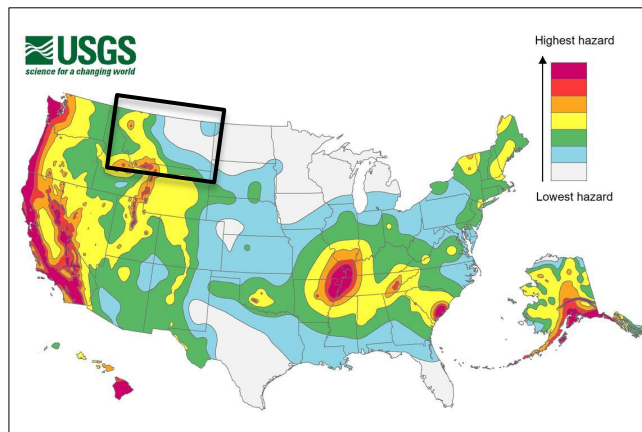 USGS
science for a changing world
Highest hazard
Lowest hazard